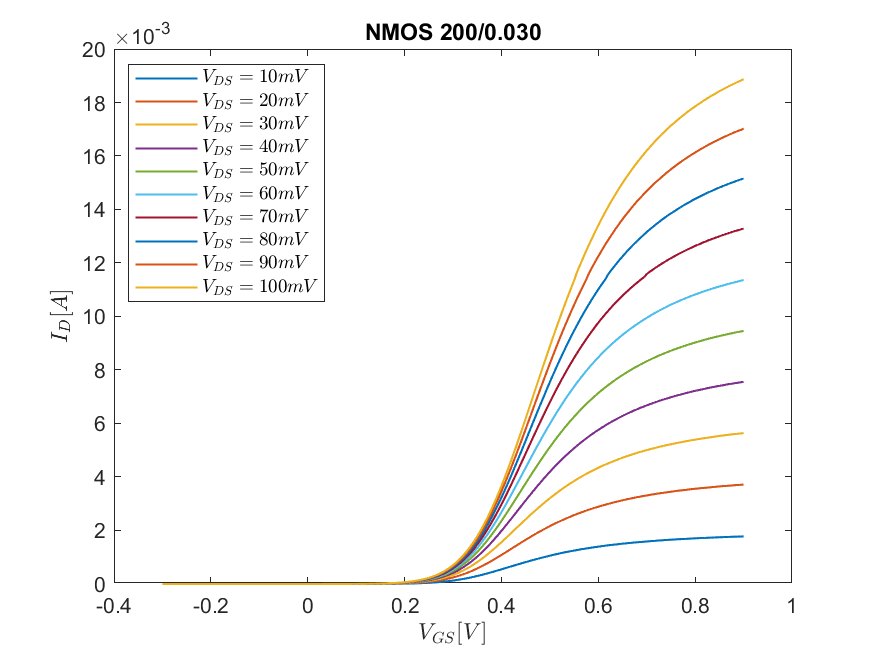 NMOS 200/0.030
×10⁻³
20
18
16
14
12
10
8
6
4
2
0
I_D[A]
V_DS = 10mV
V_DS = 20mV
V_DS = 30mV
V_DS = 40mV
V_DS = 50mV
V_DS = 60mV
V_DS = 70mV
V_DS = 80mV
V_DS = 90mV
V_DS = 100mV
-0.4 -0.2 0 0.2 0.4 0.6 0.8 1
V_GS[V]